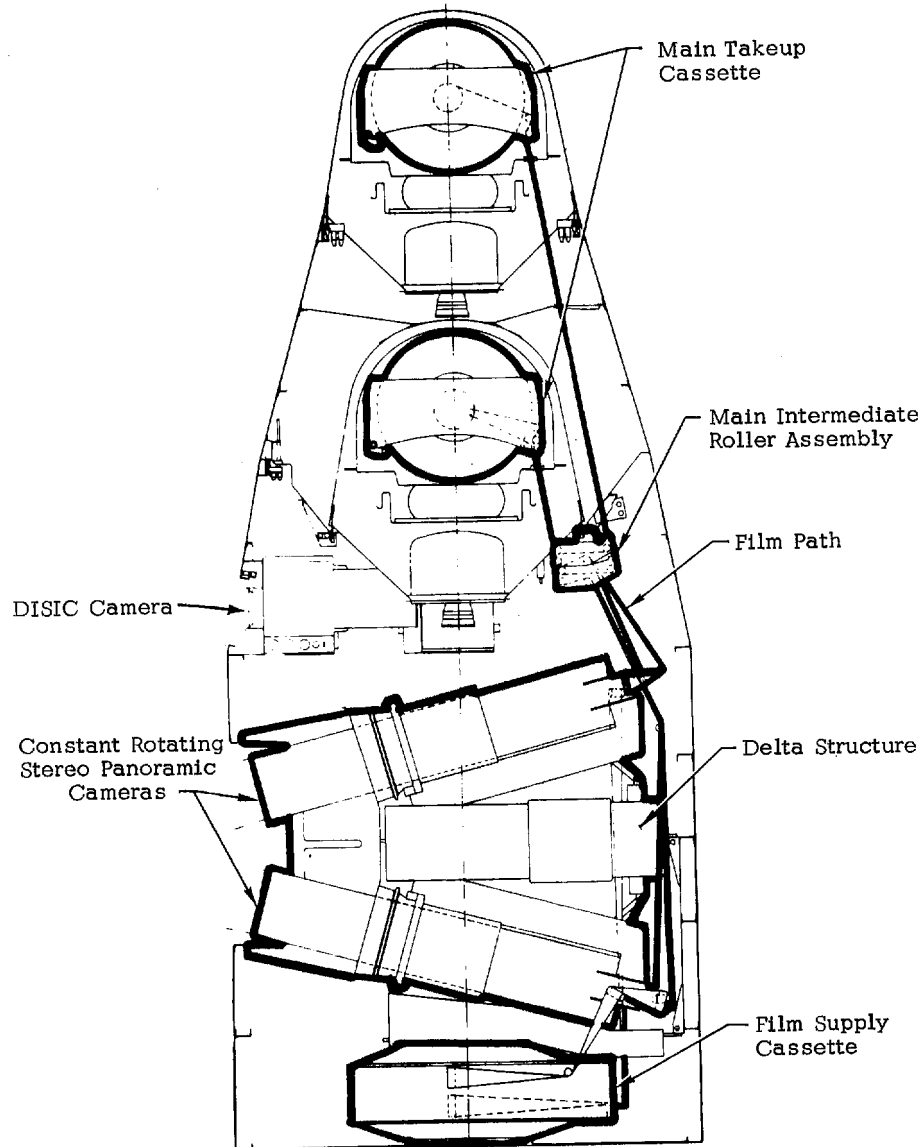 Main Takeup
Cassette
Main Intermediate
Roller Assembly
Film Path
DISIC Camera
Constant Rotating
Stereo Panoramic
Cameras
Delta Structure
Film Supply
Cassette